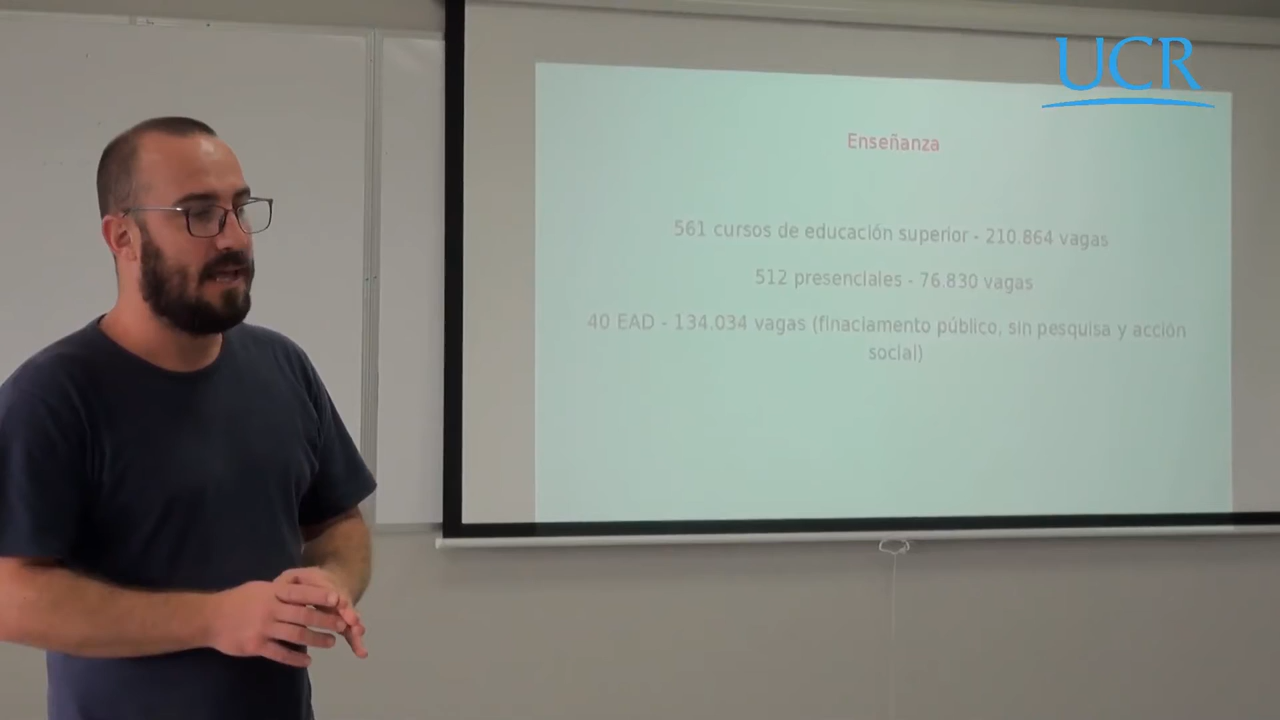 UCR
Enseñanza
561 cursos de educación superior - 210.864 vagas
512 presenciales - 76.830 vagas
40 EAD - 134.034 vagas (finaciamento público, sin pesquisa y acción
social)